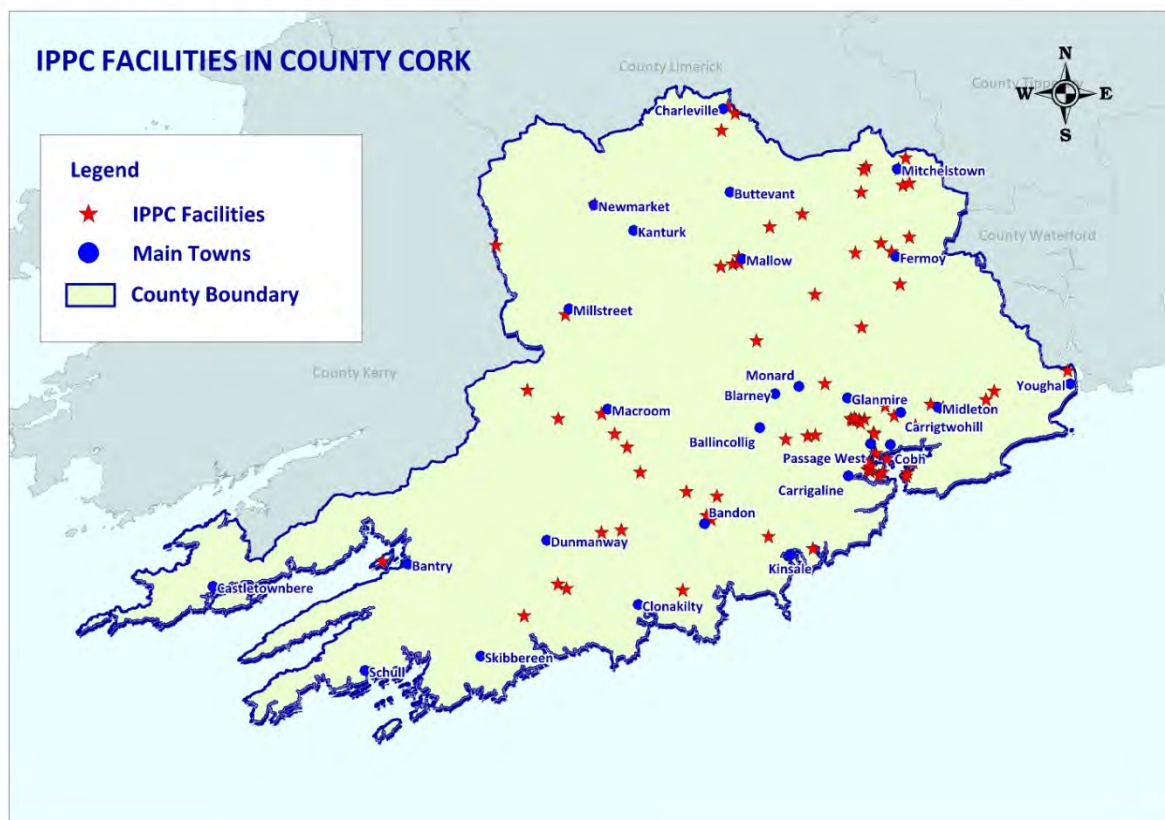 IPPC FACILITIES IN COUNTY CORK
County Limerick
County Tipperary
N
W
E
S
Legend
IPPC Facilities
Main Towns
County Boundary
Charleville
Mitchelstown
Buttevant
Newmarket
Kanturk
County Waterford
Mallow
Fermoy
Millstreet
County Kerry
Monard
Blarney
Glanmire
Youghal
Macroom
Midleton
Carrigtwohill
Ballincollig
Passage West
Cobh
Carrigaline
Bandon
Dunmanway
Kinsale
Bantry
Castletownbere
Clonakilty
Skibbereen
Schull